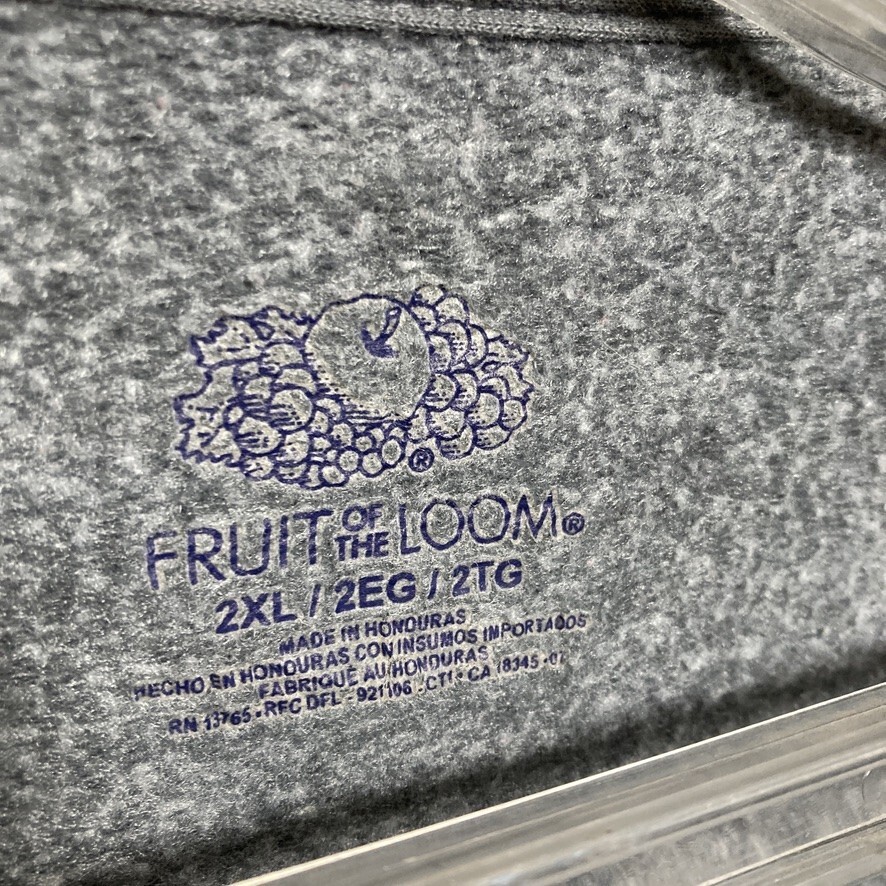 ®
FRUIT OF THE LOOM®
2XL / 2EG / 2TG
MADE IN HONDURAS
HECHO EN HONDURAS CON INSUMOS IMPORTADOS
FABRIQUE AU HONDURAS
RN 13765 • RFC DFL - 921106 - CT1 • CA 18345 •